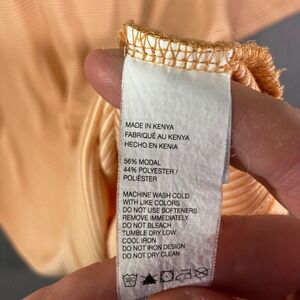 MADE IN KENYA
FABRIQUÉ AU KENYA
HECHO EN KENIA
56% MODAL
44% POLYESTER /
POLIÉSTER
MACHINE WASH COLD
WITH LIKE COLORS
DO NOT USE SOFTENERS
REMOVE IMMEDIATELY
DO NOT BLEACH
TUMBLE DRY LOW
COOL IRON
DO NOT IRON DESIGN
DO NOT DRY CLEAN